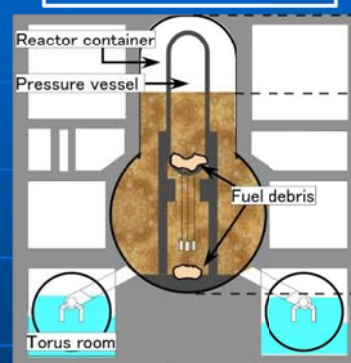 Reactor container
Pressure vessel
Fuel debris
Torus room